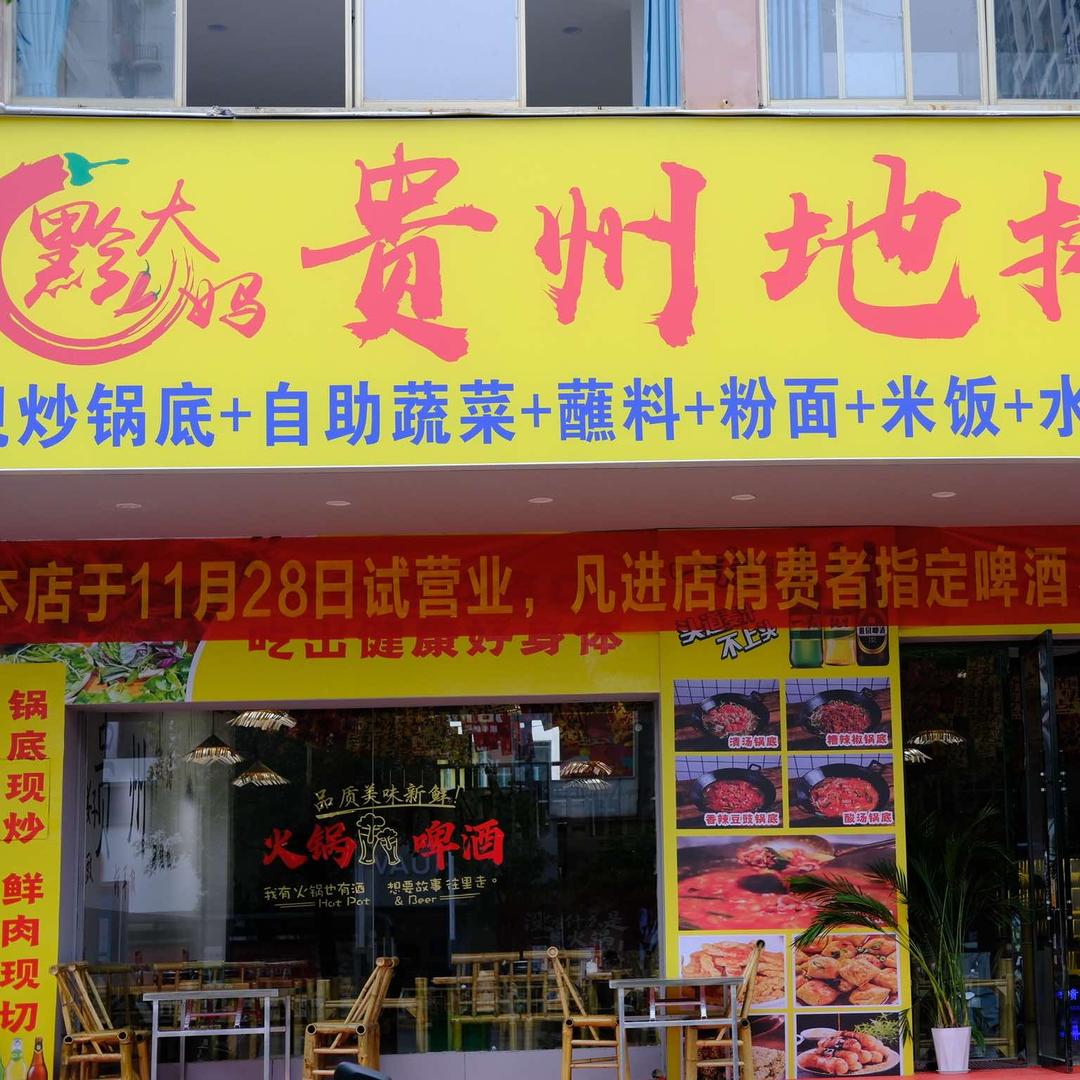 黔大妈
贵州地
炒锅底+自助蔬菜+蘸料+粉面+米饭+水
本店于11月28日试营业，凡进店消费者指定啤酒
吃出健康好身体
不上头
锅底现炒
鲜肉现切
清汤锅底
糟辣椒锅底
香辣豆豉锅底
酸汤锅底
品质美味新鲜
火锅 啤酒
我有火锅也有酒 想要故事往里走。
Hot Pot & Beer